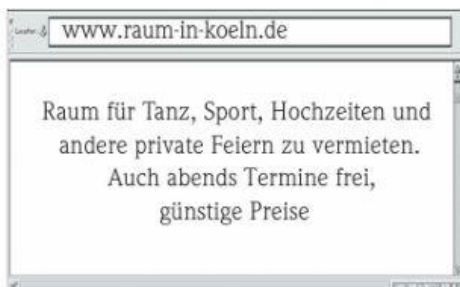 www.raum-in-koeln.de
Raum für Tanz, Sport, Hochzeiten und
andere private Feiern zu vermieten.
Auch abends Termine frei,
günstige Preise